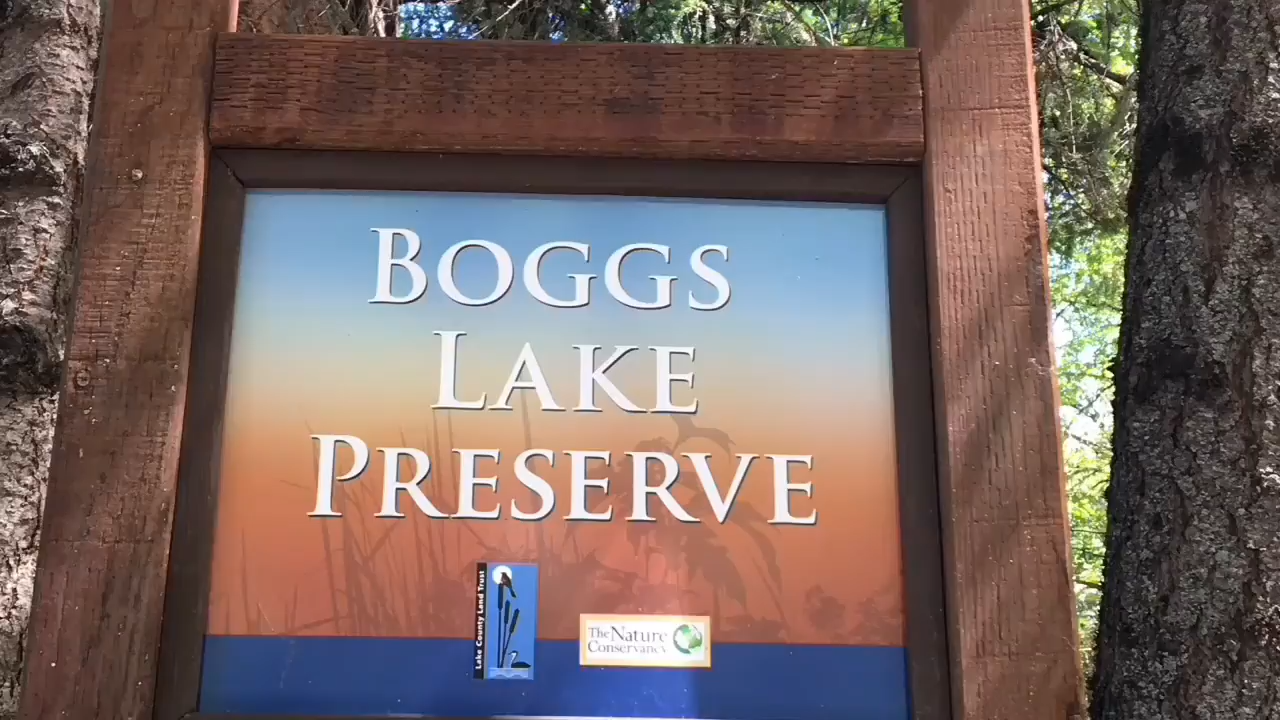 BOGGS
LAKE
PRESERVE
Lake County Land Trust
The Nature
Conservancy